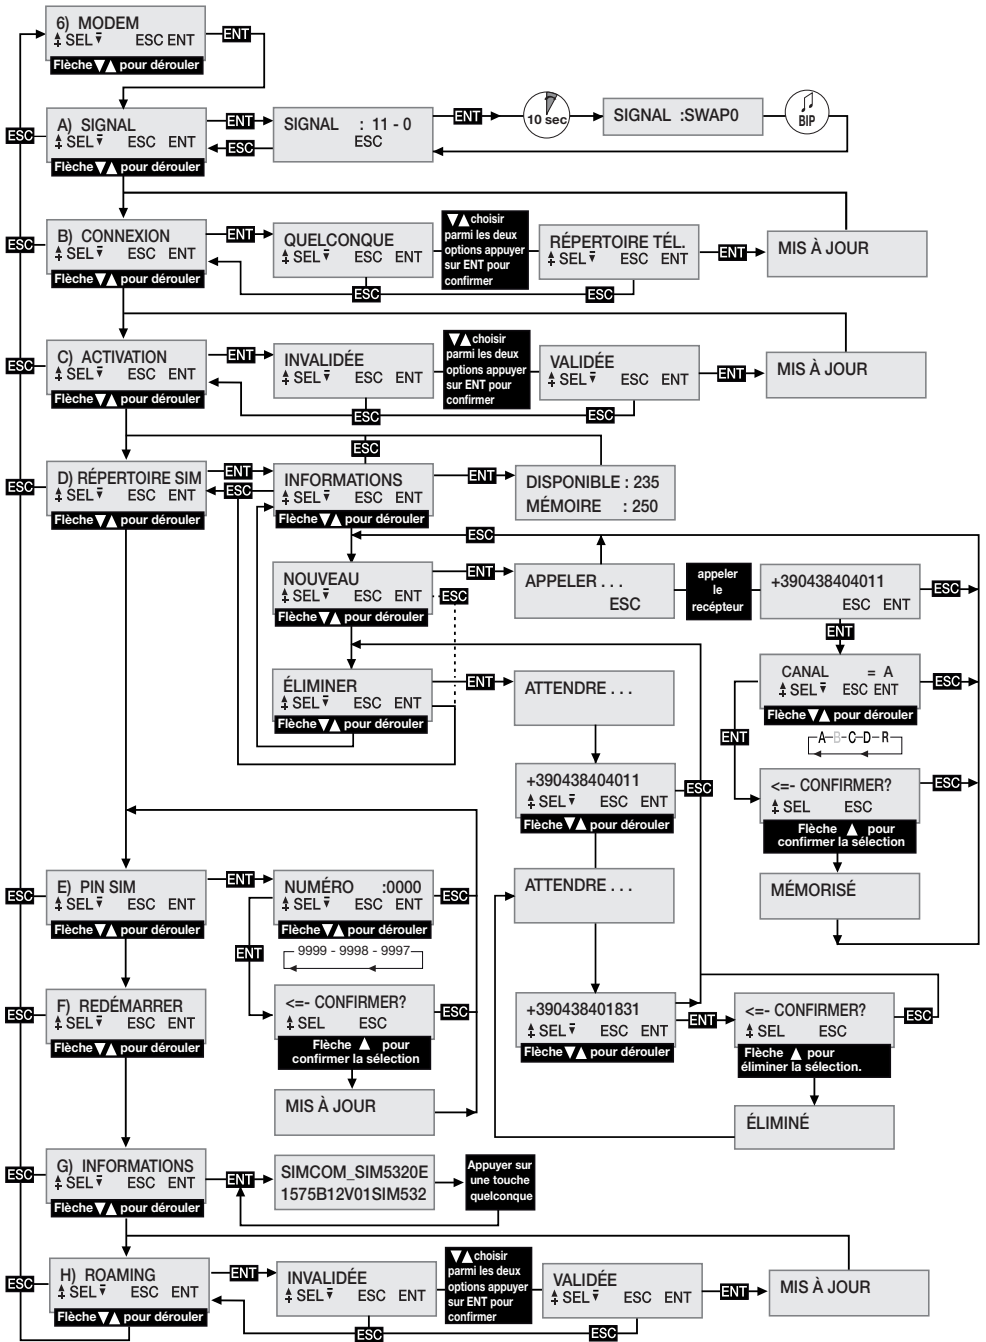 6) MODEM
SEL ESC ENT
Flèche ▼▲ pour dérouler
ENT
A) SIGNAL
SEL ESC ENT
Flèche ▼▲ pour dérouler
ESC
ENT
ESC
SIGNAL : 11 - 0
ESC
ENT
10 sec
SIGNAL :SWAP0
BIP
B) CONNEXION
SEL ESC ENT
Flèche ▼▲ pour dérouler
ESC
ENT
QUELCONQUE
SEL ESC ENT
▼▲ choisir
parmi les deux
options appuyer
sur ENT pour
confirmer
RÉPERTOIRE TÉL.
SEL ESC ENT
ENT
MIS À JOUR
ESC
ESC
C) ACTIVATION
SEL ESC ENT
Flèche ▼▲ pour dérouler
ESC
ENT
INVALIDÉE
SEL ESC ENT
▼▲ choisir
parmi les deux
options appuyer
sur ENT pour
confirmer
VALIDÉE
SEL ESC ENT
ENT
MIS À JOUR
ESC
ESC
ESC
D) RÉPERTOIRE SIM
SEL ESC ENT
Flèche ▼▲ pour dérouler
ESC
ENT
ESC
INFORMATIONS
SEL ESC ENT
Flèche ▼▲ pour dérouler
ENT
DISPONIBLE : 235
MÉMOIRE : 250
ESC
NOUVEAU
SEL ESC ENT
Flèche ▼▲ pour dérouler
ENT
ESC
APPELER . . .
ESC
appeler
le
recépteur
+390438404011
ESC ENT
ESC
ENT
ÉLIMINER
SEL ESC ENT
Flèche ▼▲ pour dérouler
ENT
ATTENDRE . . .
CANAL = A
SEL ESC ENT
Flèche ▼▲ pour dérouler
ESC
ENT
A-B-C-D-R
+390438404011
SEL ESC ENT
Flèche ▼▲ pour dérouler
ESC
<=- CONFIRMER?
SEL ESC
Flèche ▲ pour
confirmer la sélection
ESC
E) PIN SIM
SEL ESC ENT
Flèche ▼▲ pour dérouler
ESC
ENT
NUMÉRO :0000
SEL ESC ENT
Flèche ▼▲ pour dérouler
ESC
ENT
9999 - 9998 - 9997
ATTENDRE . . .
MÉMORISÉ
F) REDÉMARRER
SEL ESC ENT
Flèche ▼▲ pour dérouler
ESC
<=- CONFIRMER?
SEL ESC
Flèche ▲ pour
confirmer la sélection
ESC
+390438401831
SEL ESC ENT
Flèche ▼▲ pour dérouler
ENT
<=- CONFIRMER?
SEL ESC
Flèche ▲ pour
éliminer la sélection.
ESC
MIS À JOUR
ÉLIMINÉ
G) INFORMATIONS
SEL ESC ENT
Flèche ▼▲ pour dérouler
ESC
ENT
SIMCOM_SIM5320E
1575B12V01SIM532
Appuyer sur
une touche
quelconque
H) ROAMING
SEL ESC ENT
Flèche ▼▲ pour dérouler
ESC
ENT
INVALIDÉE
SEL ESC ENT
▼▲ choisir
parmi les deux
options appuyer
sur ENT pour
confirmer
VALIDÉE
SEL ESC ENT
ENT
MIS À JOUR
ESC
ESC